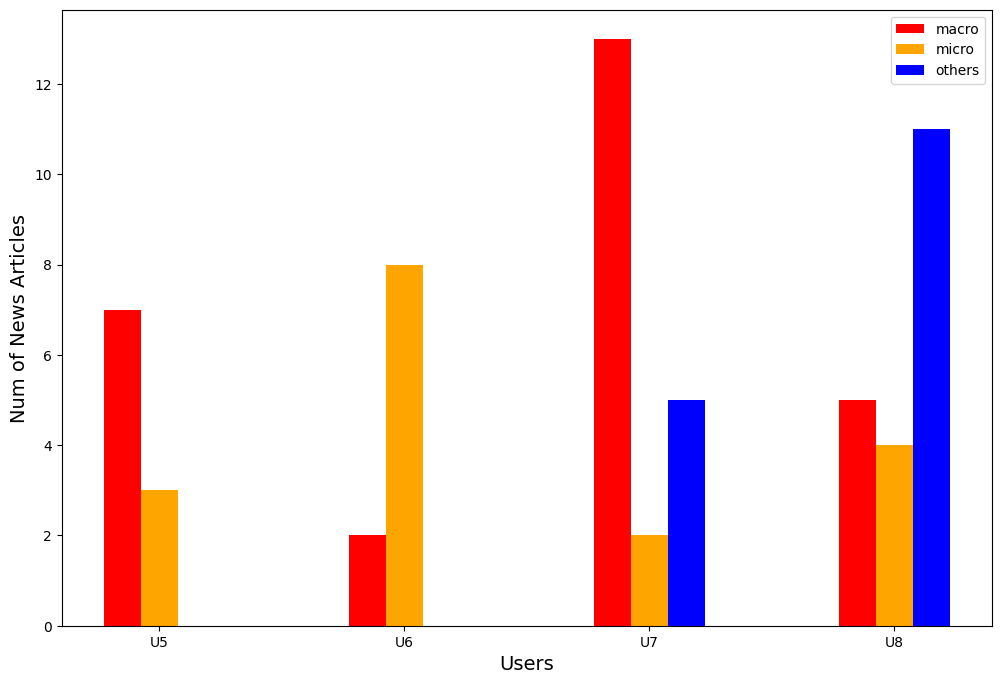 macro
micro
others
12
10
8
6
4
2
0
Num of News Articles
U5 U6 U7 U8
Users